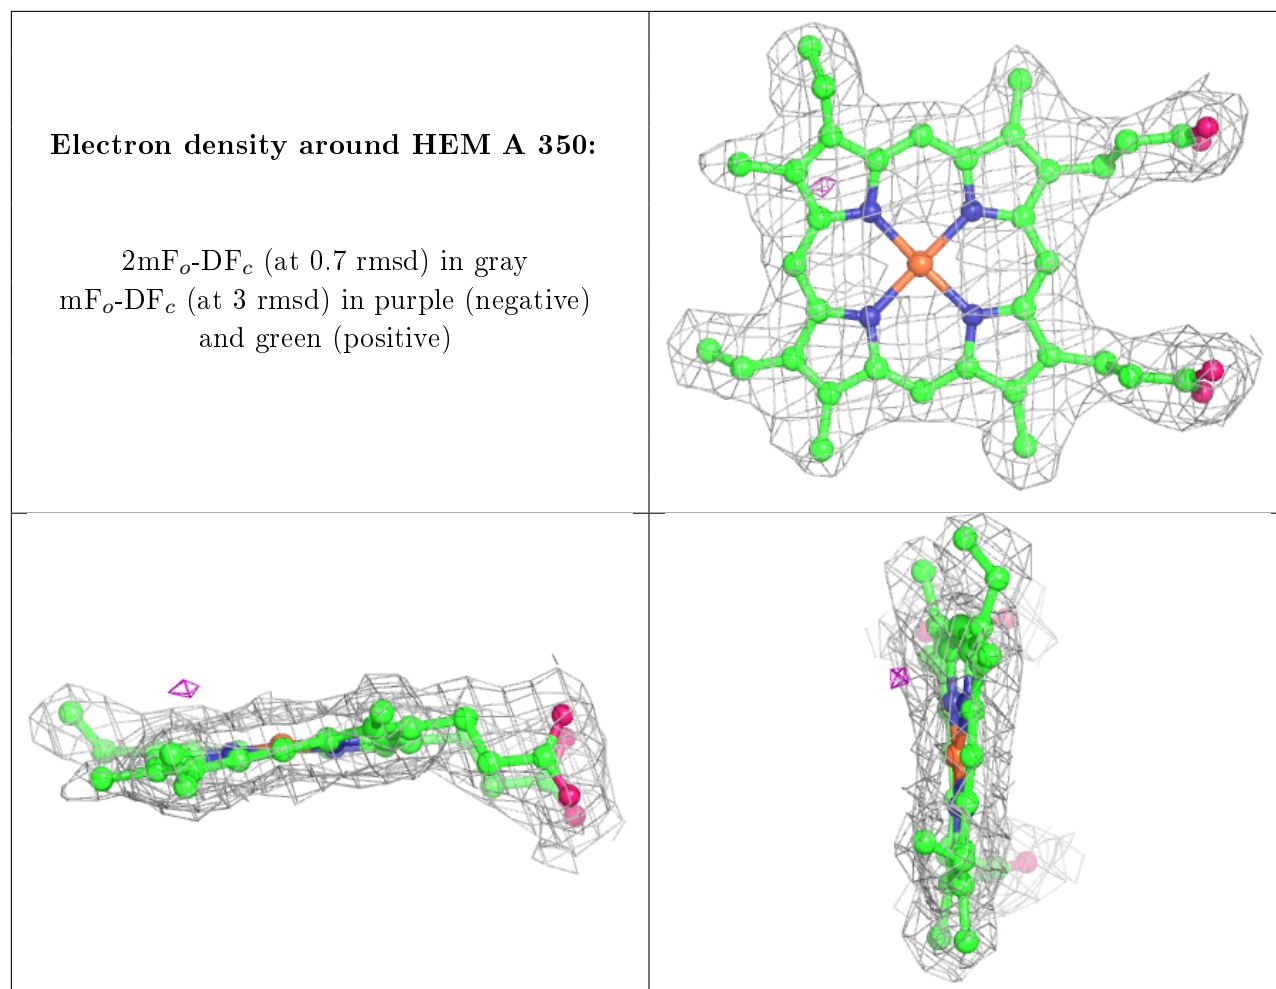 Electron density around HEM A 350:
2mFₒ-DF𝑐 (at 0.7 rmsd) in gray
mFₒ-DF𝑐 (at 3 rmsd) in purple (negative)
and green (positive)